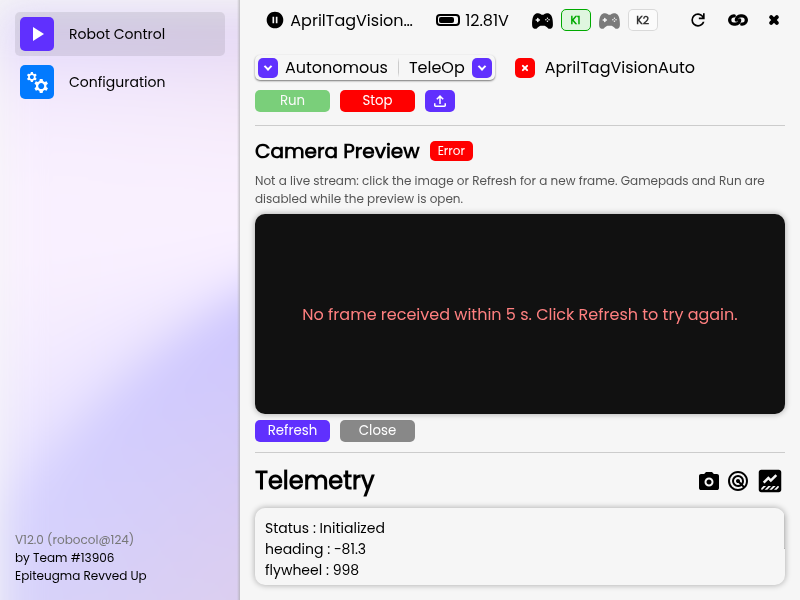 Robot Control
Configuration
V12.0 (robocol@124)
by Team #13906
Epiteugma Revved Up
AprilTagVision... 12.81V K1 K2
Autonomous TeleOp AprilTagVisionAuto
Run Stop
Camera Preview Error
Not a live stream: click the image or Refresh for a new frame. Gamepads and Run are
disabled while the preview is open.
No frame received within 5 s. Click Refresh to try again.
Refresh Close
Telemetry
Status : Initialized
heading : -81.3
flywheel : 998